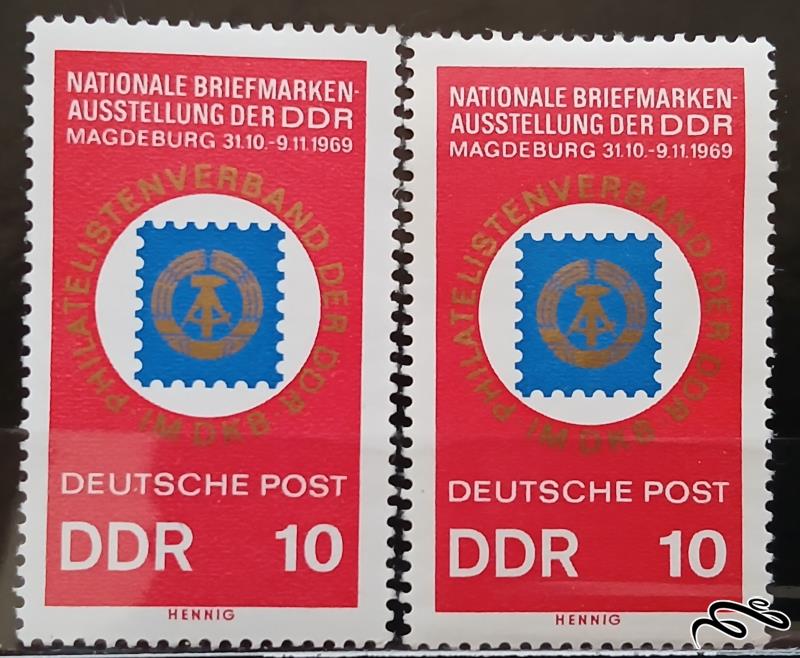 NATIONALE BRIEFMARKEN-
AUSSTELLUNG DER DDR
MAGDEBURG 31.10.-9.11.1969
PHILATELISTENVERBAND DER DDR
IM DKB
DEUTSCHE POST
DDR 10
HENNIG
NATIONALE BRIEFMARKEN-
AUSSTELLUNG DER DDR
MAGDEBURG 31.10.-9.11.1969
PHILATELISTENVERBAND DER DDR
IM DKB
DEUTSCHE POST
DDR 10
HENNIG